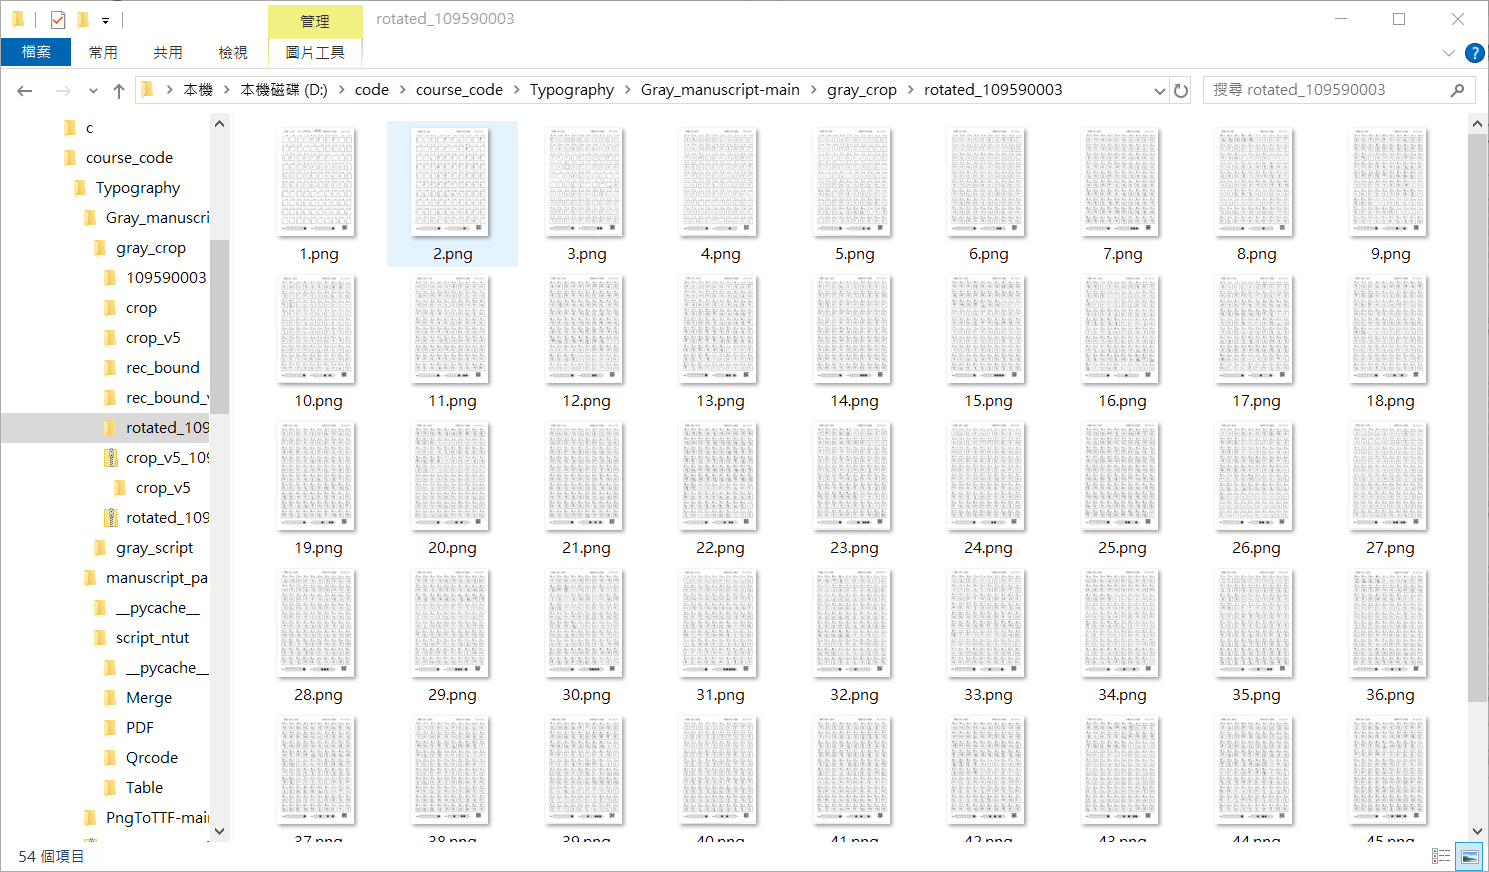 管理
rotated_109590003
檔案
常用
共用
檢視
圖片工具
?
本機 > 本機磁碟 (D:) > code > course_code > Typography > Gray_manuscript-main > gray_crop > rotated_109590003
搜尋 rotated_109590003
c
course_code
Typography
Gray_manuscri
gray_crop
109590003
crop
crop_v5
rec_bound
rec_bound_v
rotated_109
crop_v5_109
crop_v5
rotated_109
gray_script
manuscript_pa
__pycache__
script_ntut
__pycache__
Merge
PDF
Qrcode
Table
PngToTTF-mai
1.png 2.png 3.png 4.png 5.png 6.png 7.png 8.png 9.png
10.png 11.png 12.png 13.png 14.png 15.png 16.png 17.png 18.png
19.png 20.png 21.png 22.png 23.png 24.png 25.png 26.png 27.png
28.png 29.png 30.png 31.png 32.png 33.png 34.png 35.png 36.png
37.png 38.png 39.png 40.png 41.png 42.png 43.png 44.png 45.png
54 個項目